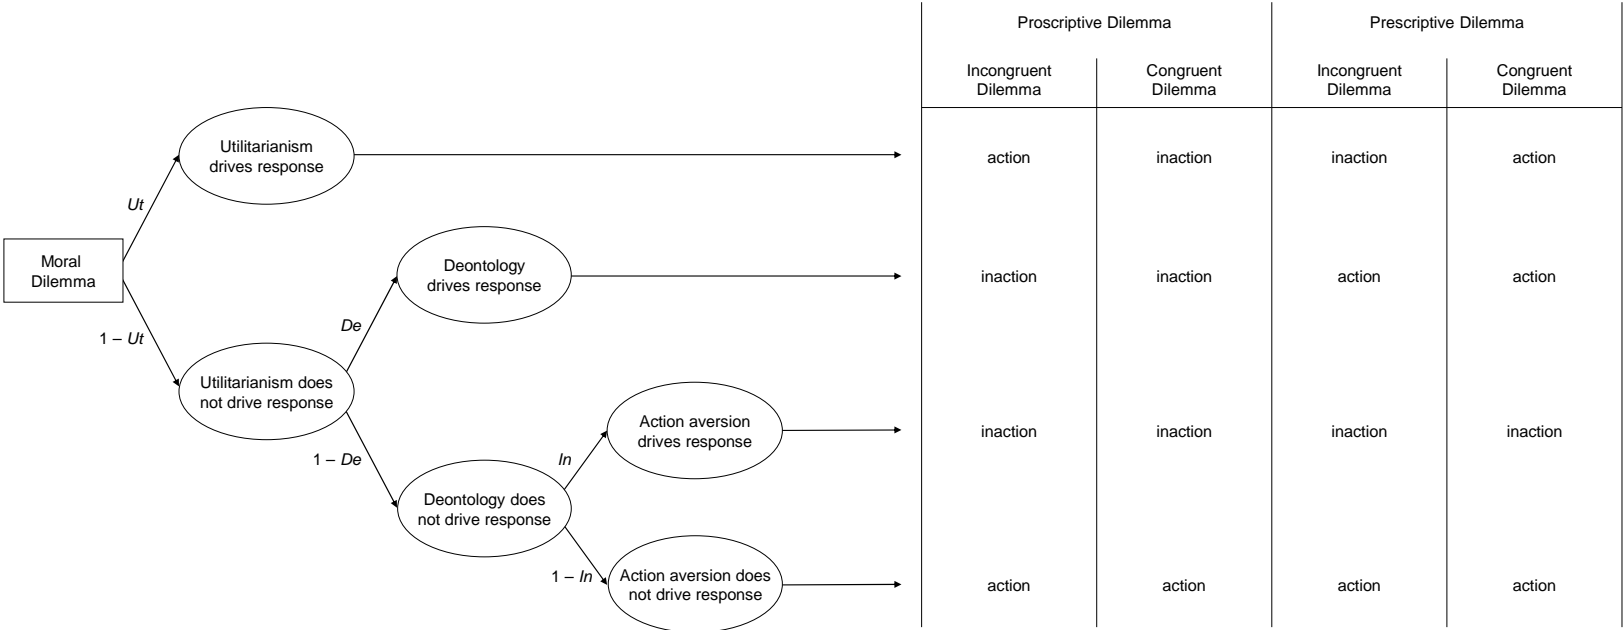 Proscriptive Dilemma
Prescriptive Dilemma
Incongruent
Dilemma
Congruent
Dilemma
Incongruent
Dilemma
Congruent
Dilemma
Utilitarianism
drives response
action
inaction
inaction
action
Ut
Moral
Dilemma
Deontology
drives response
inaction
inaction
action
action
1 – Ut
De
Utilitarianism does
not drive response
Action aversion
drives response
inaction
inaction
inaction
inaction
1 – De
In
Deontology does
not drive response
1 – In
Action aversion does
not drive response
action
action
action
action